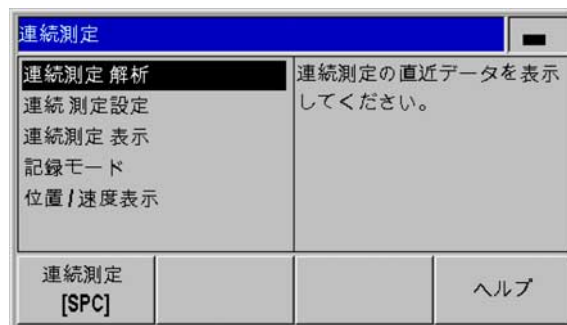 連続測定
連続測定 解析
連続 測定設定
連続測定 表示
記録モード
位置/速度表示
連続測定の直近データを表示
してください。
連続測定
[SPC]
ヘルプ